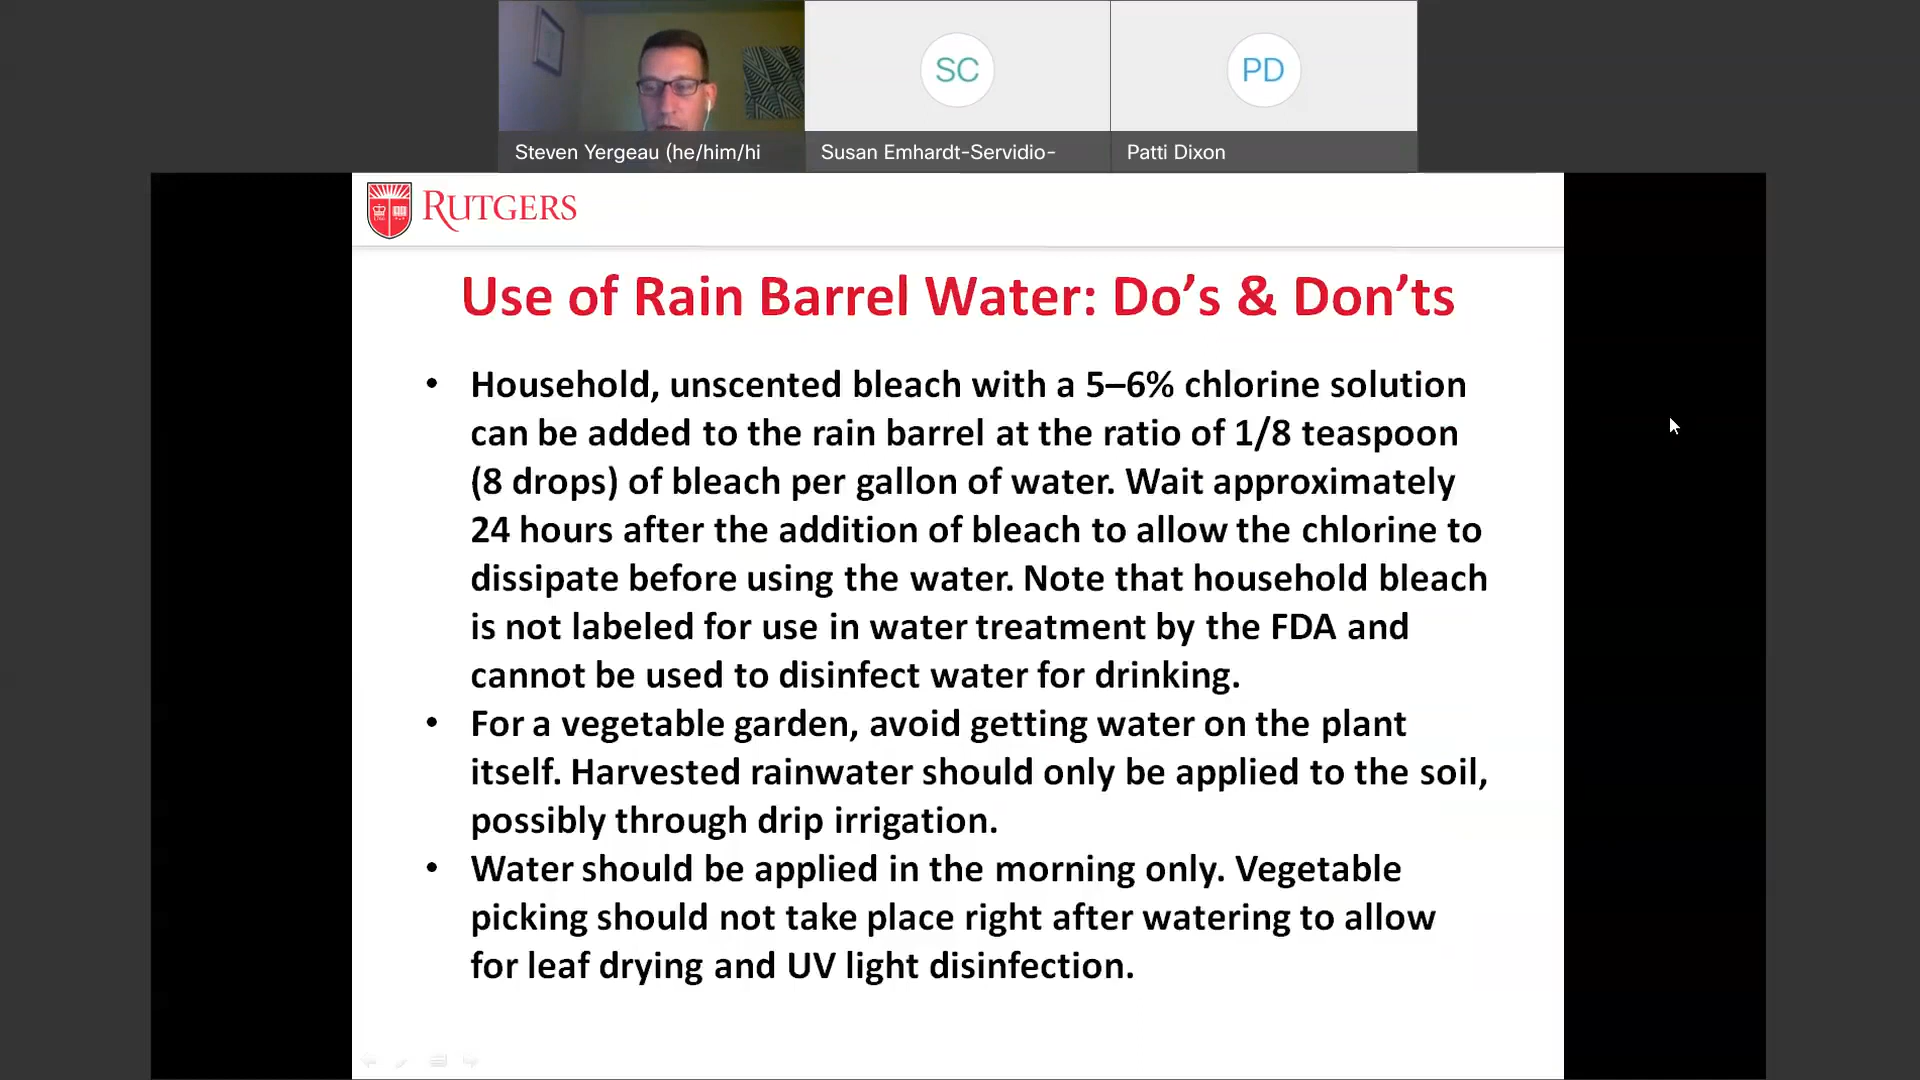 SC
PD
Steven Yergeau (he/him/hi
Susan Emhardt-Servidio-
Patti Dixon
RUTGERS
Use of Rain Barrel Water: Do’s & Don’ts
• Household, unscented bleach with a 5–6% chlorine solution
can be added to the rain barrel at the ratio of 1/8 teaspoon
(8 drops) of bleach per gallon of water. Wait approximately
24 hours after the addition of bleach to allow the chlorine to
dissipate before using the water. Note that household bleach
is not labeled for use in water treatment by the FDA and
cannot be used to disinfect water for drinking.
• For a vegetable garden, avoid getting water on the plant
itself. Harvested rainwater should only be applied to the soil,
possibly through drip irrigation.
• Water should be applied in the morning only. Vegetable
picking should not take place right after watering to allow
for leaf drying and UV light disinfection.